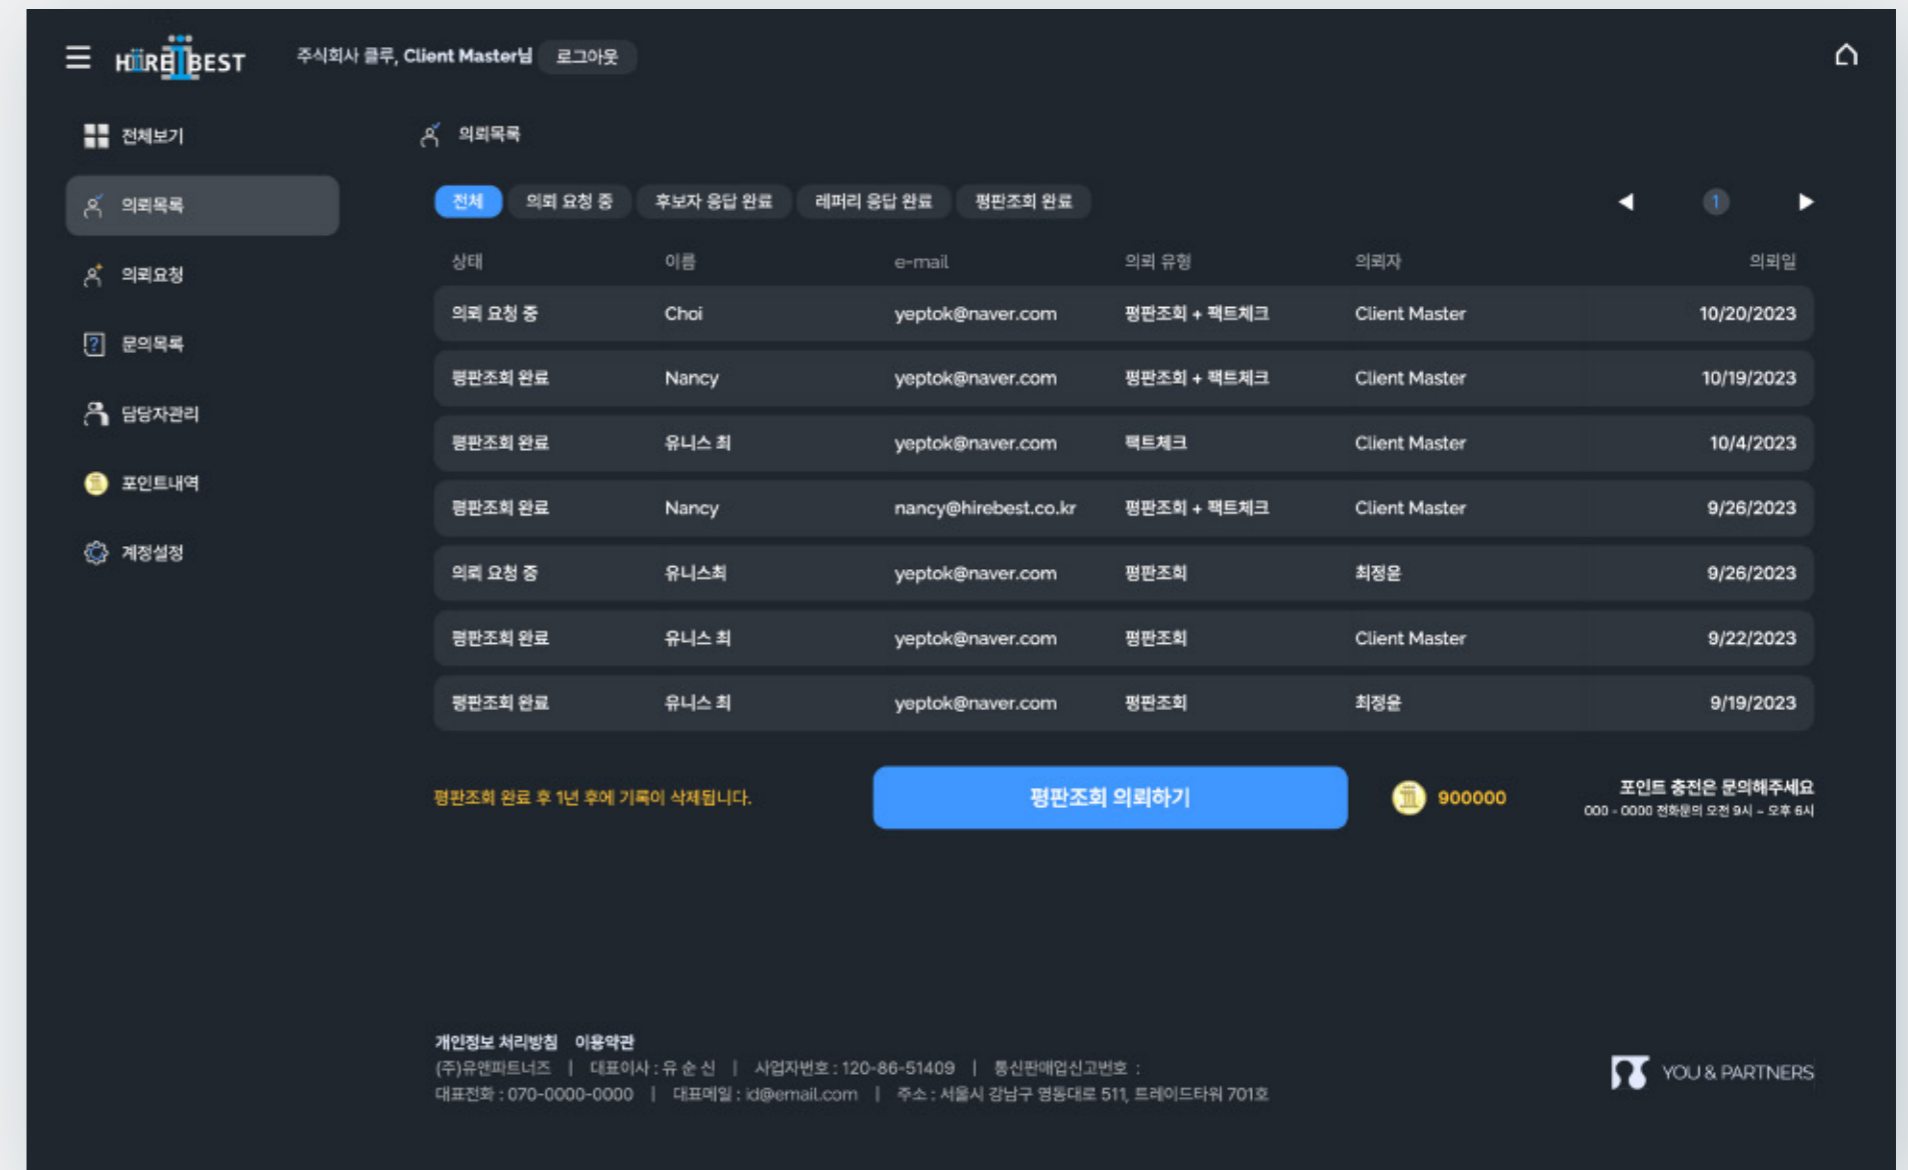 HIREBEST 주식회사 클루, Client Master님 로그아웃
전체보기
의뢰목록
의뢰요청
문의목록
담당자관리
포인트내역
계정설정
의뢰목록
전체 의뢰 요청 중 후보자 응답 완료 레퍼리 응답 완료 평판조회 완료 1
상태 이름 e-mail 의뢰 유형 의뢰자 의뢰일
의뢰 요청 중 Choi yeptok@naver.com 평판조회 + 팩트체크 Client Master 10/20/2023
평판조회 완료 Nancy yeptok@naver.com 평판조회 + 팩트체크 Client Master 10/19/2023
평판조회 완료 유니스 최 yeptok@naver.com 팩트체크 Client Master 10/4/2023
평판조회 완료 Nancy nancy@hirebest.co.kr 평판조회 + 팩트체크 Client Master 9/26/2023
의뢰 요청 중 유니스최 yeptok@naver.com 평판조회 최정윤 9/26/2023
평판조회 완료 유니스 최 yeptok@naver.com 평판조회 Client Master 9/22/2023
평판조회 완료 유니스 최 yeptok@naver.com 평판조회 최정윤 9/19/2023
평판조회 완료 후 1년 후에 기록이 삭제됩니다. 평판조회 의뢰하기 900000 포인트 충전은 문의해주세요
000 - 0000 전화문의 오전 9시 ~ 오후 6시
개인정보 처리방침 이용약관
(주)유앤파트너즈 | 대표이사 : 유 순 신 | 사업자번호 : 120-86-51409 | 통신판매업신고번호 :
대표전화 : 070-0000-0000 | 대표메일 : id@email.com | 주소 : 서울시 강남구 영동대로 511, 트레이드타워 701호
YOU & PARTNERS